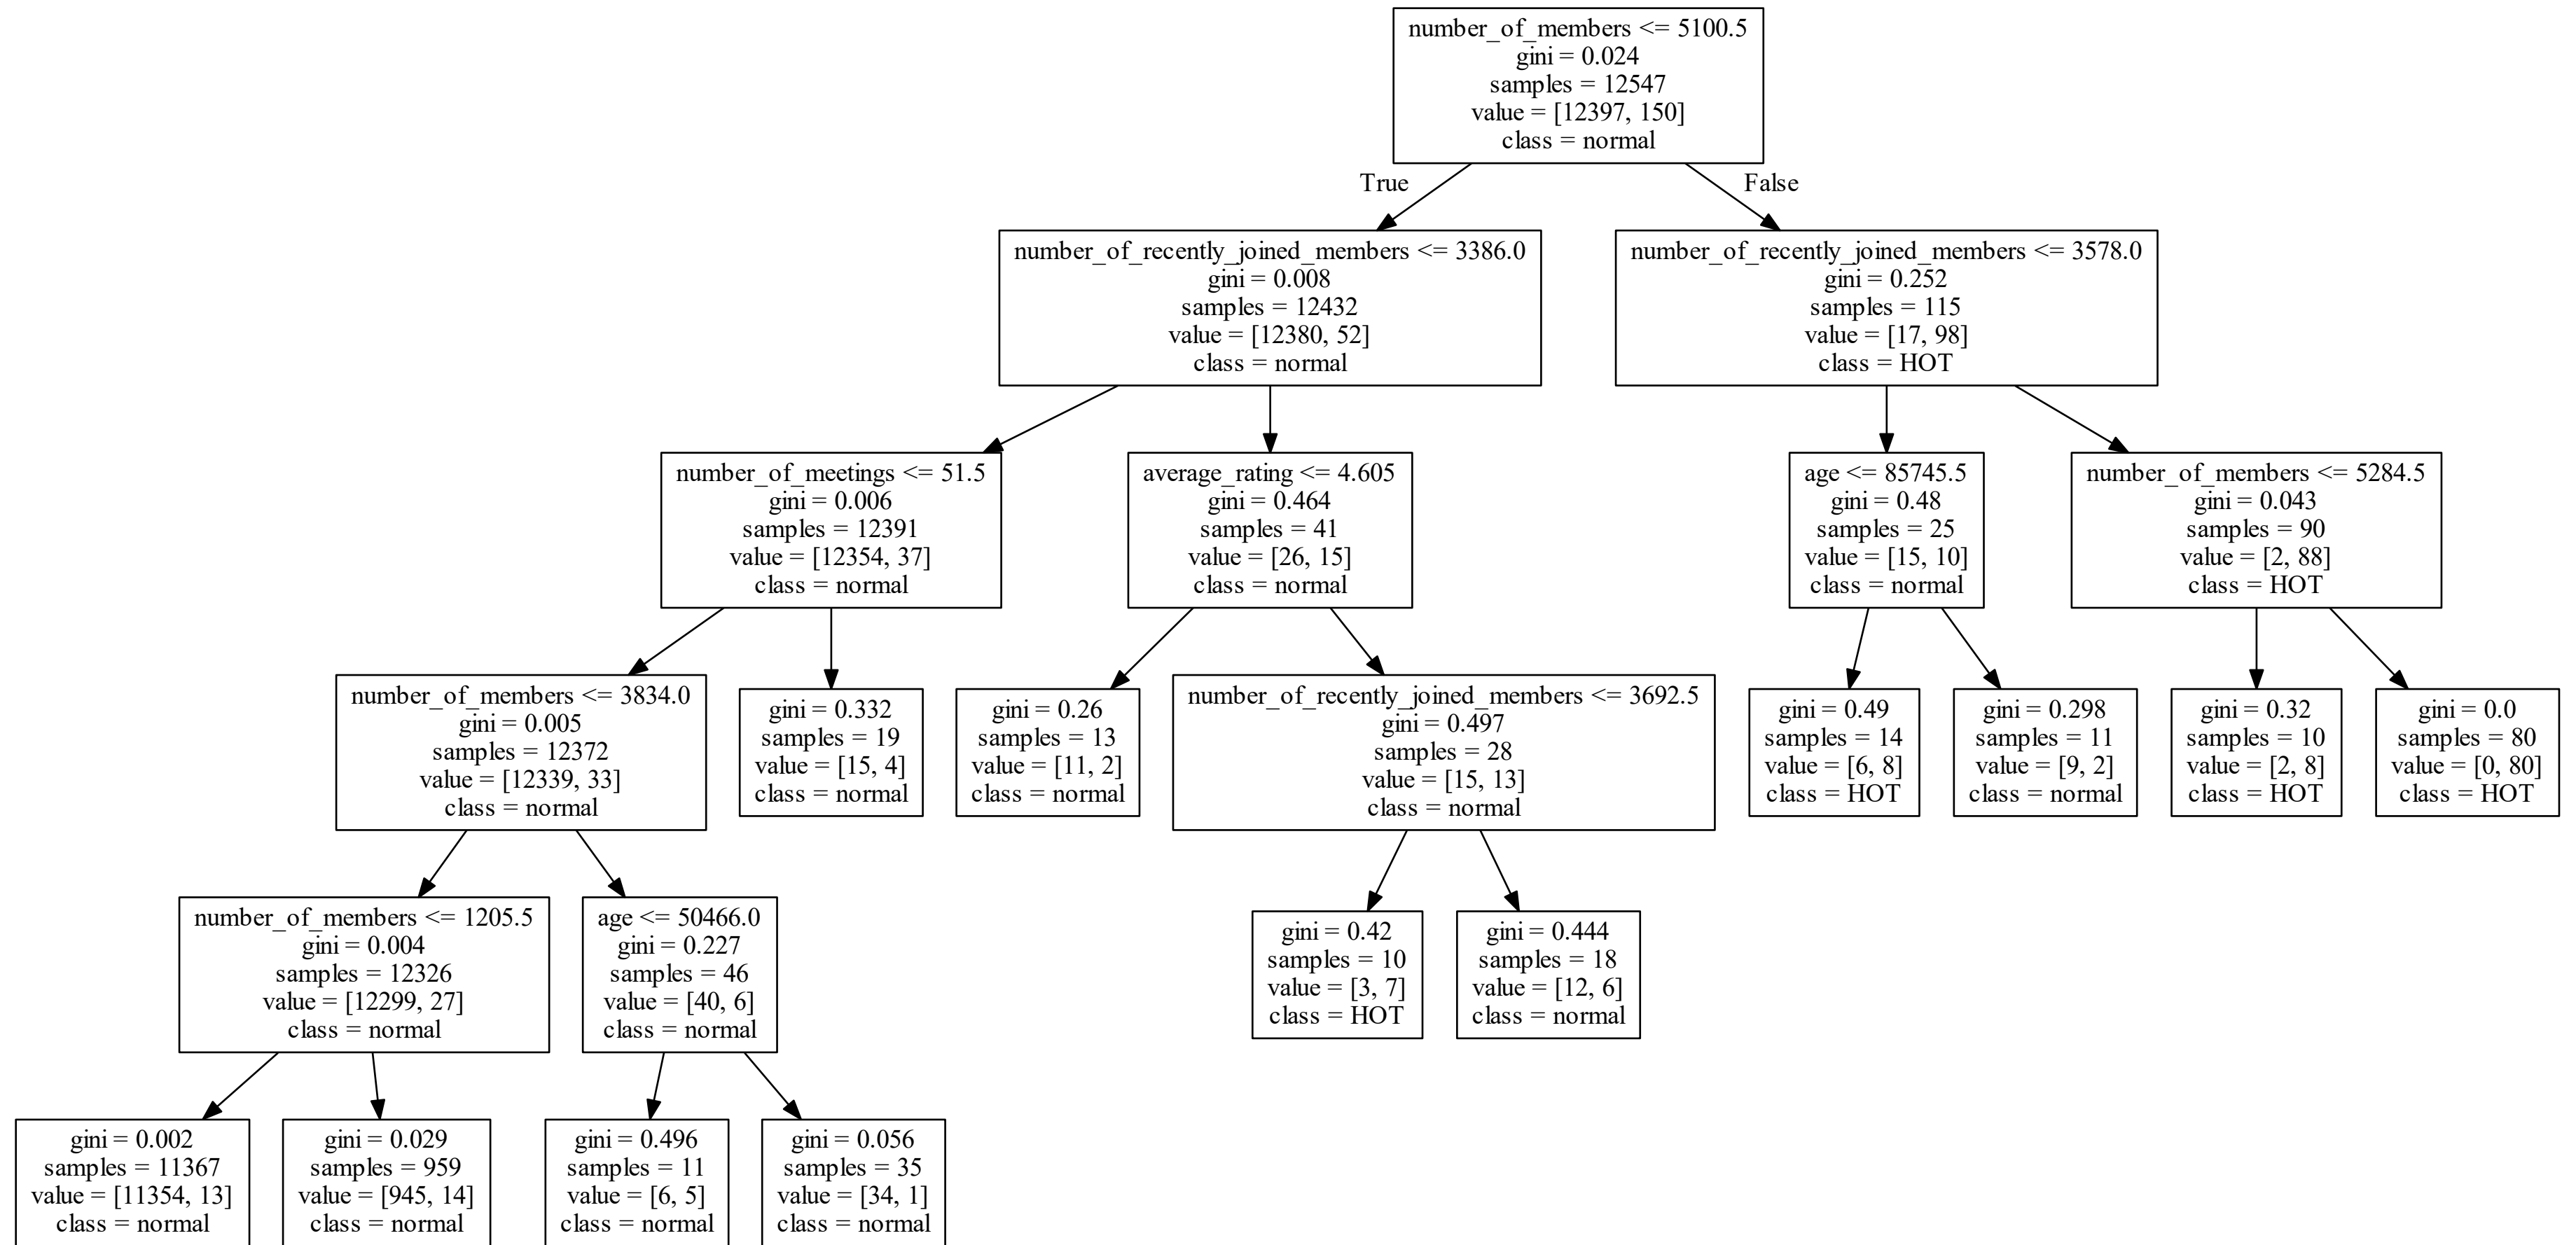 number_of_members <= 5100.5
gini = 0.024
samples = 12547
value = [12397, 150]
class = normal
True
False
number_of_recently_joined_members <= 3386.0
gini = 0.008
samples = 12432
value = [12380, 52]
class = normal
number_of_recently_joined_members <= 3578.0
gini = 0.252
samples = 115
value = [17, 98]
class = HOT
number_of_meetings <= 51.5
gini = 0.006
samples = 12391
value = [12354, 37]
class = normal
average_rating <= 4.605
gini = 0.464
samples = 41
value = [26, 15]
class = normal
age <= 85745.5
gini = 0.48
samples = 25
value = [15, 10]
class = normal
number_of_members <= 5284.5
gini = 0.043
samples = 90
value = [2, 88]
class = HOT
number_of_members <= 3834.0
gini = 0.005
samples = 12372
value = [12339, 33]
class = normal
gini = 0.332
samples = 19
value = [15, 4]
class = normal
gini = 0.26
samples = 13
value = [11, 2]
class = normal
number_of_recently_joined_members <= 3692.5
gini = 0.497
samples = 28
value = [15, 13]
class = normal
gini = 0.49
samples = 14
value = [6, 8]
class = HOT
gini = 0.298
samples = 11
value = [9, 2]
class = normal
gini = 0.32
samples = 10
value = [2, 8]
class = HOT
gini = 0.0
samples = 80
value = [0, 80]
class = HOT
number_of_members <= 1205.5
gini = 0.004
samples = 12326
value = [12299, 27]
class = normal
age <= 50466.0
gini = 0.227
samples = 46
value = [40, 6]
class = normal
gini = 0.42
samples = 10
value = [3, 7]
class = HOT
gini = 0.444
samples = 18
value = [12, 6]
class = normal
gini = 0.002
samples = 11367
value = [11354, 13]
class = normal
gini = 0.029
samples = 959
value = [945, 14]
class = normal
gini = 0.496
samples = 11
value = [6, 5]
class = normal
gini = 0.056
samples = 35
value = [34, 1]
class = normal